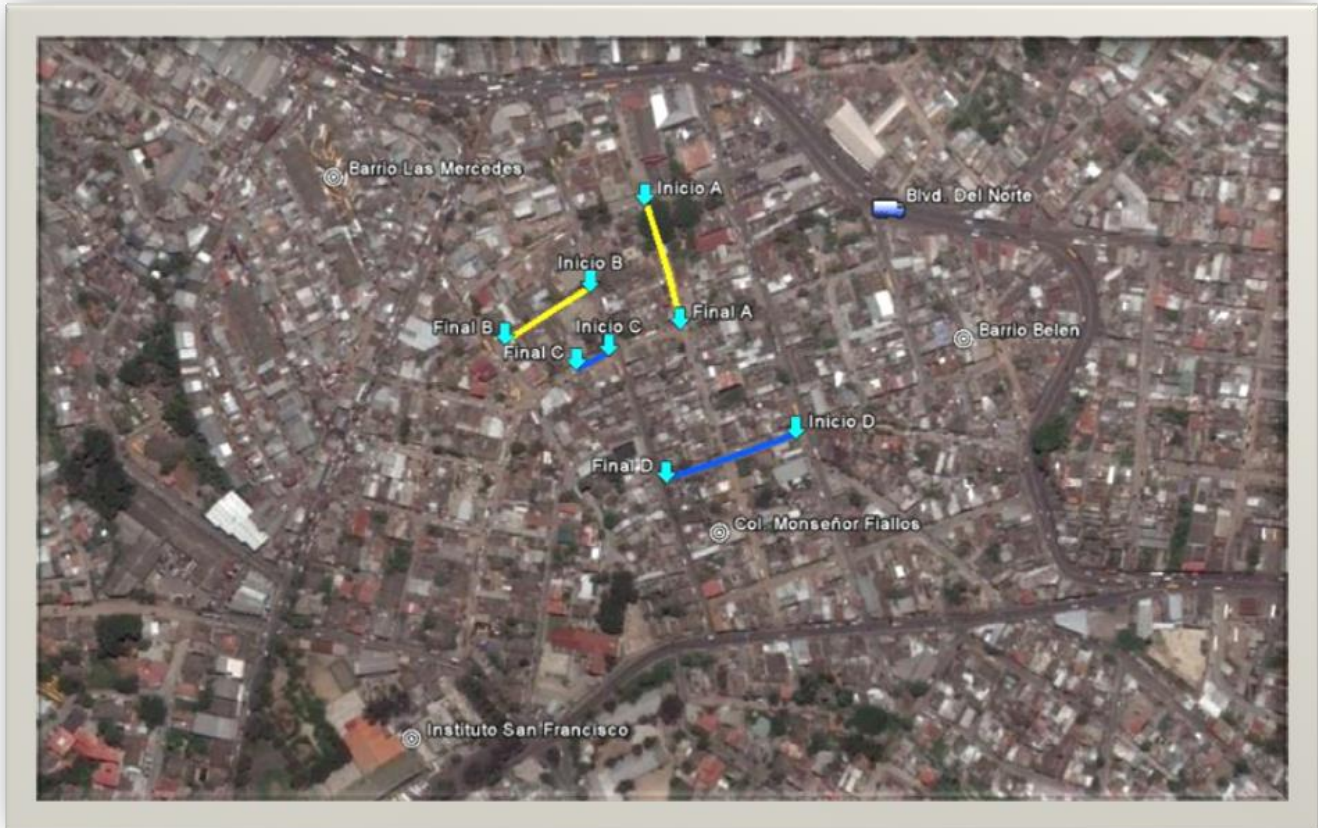 Barrio Las Mercedes
Inicio A
Blvd. Del Norte
Inicio B
Final A
Final B
Inicio C
Barrio Belen
Final C
Inicio D
Final D
Col. Monseñor Fiallos
Instituto San Francisco